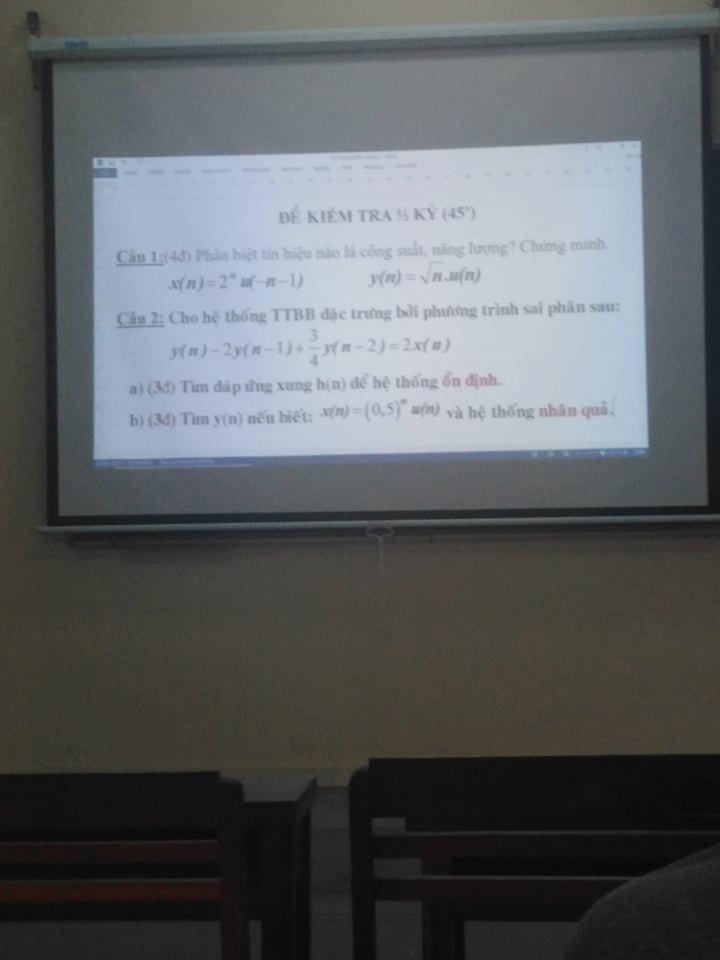 ĐỀ KIỂM TRA ½ KỲ (45')
Câu 1:(4đ) Phân biệt tín hiệu nào là công suất, năng lượng? Chứng minh.
x(n)=2ⁿ u(-n-1) y(n)=√n.u(n)
Câu 2: Cho hệ thống TTBB đặc trưng bởi phương trình sai phân sau:
y(n)-2y(n-1)+3/4 y(n-2)=2x(n)
a) (3đ) Tìm đáp ứng xung h(n) để hệ thống ổn định.
b) (3đ) Tìm y(n) nếu biết: x(n)=(0,5)ⁿ u(n) và hệ thống nhân quả.